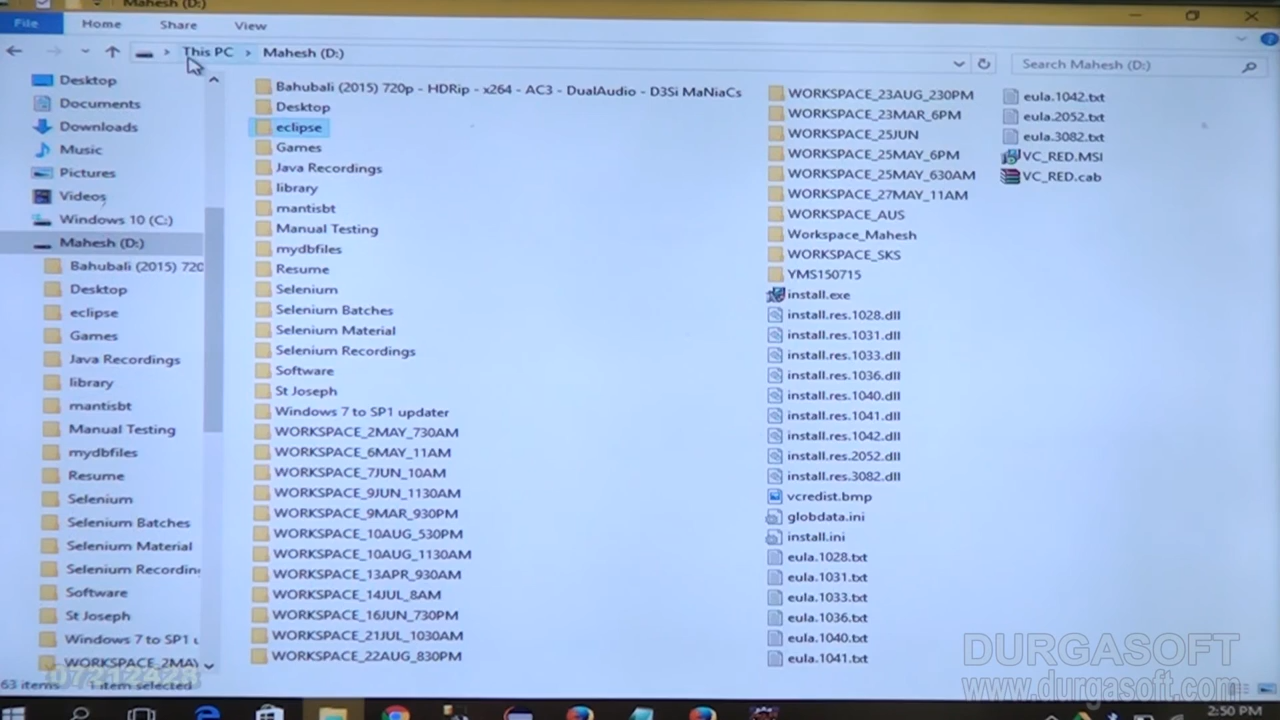 Mahesh (D:)
File Home Share View
This PC > Mahesh (D:)
Search Mahesh (D:)
Desktop
Documents
Downloads
Music
Pictures
Videos
Windows 10 (C:)
Mahesh (D:)
Bahubali (2015) 720
Desktop
eclipse
Games
Java Recordings
library
mantisbt
Manual Testing
mydbfiles
Resume
Selenium
Selenium Batches
Selenium Material
Selenium Recordin
Software
St Joseph
Windows 7 to SP1 u
WORKSPACE_2MA
Bahubali (2015) 720p - HDRip - x264 - AC3 - DualAudio - D3Si MaNiaCs
Desktop
eclipse
Games
Java Recordings
library
mantisbt
Manual Testing
mydbfiles
Resume
Selenium
Selenium Batches
Selenium Material
Selenium Recordings
Software
St Joseph
Windows 7 to SP1 updater
WORKSPACE_2MAY_730AM
WORKSPACE_6MAY_11AM
WORKSPACE_7JUN_10AM
WORKSPACE_9JUN_1130AM
WORKSPACE_9MAR_930PM
WORKSPACE_10AUG_530PM
WORKSPACE_10AUG_1130AM
WORKSPACE_13APR_930AM
WORKSPACE_14JUL_8AM
WORKSPACE_16JUN_730PM
WORKSPACE_21JUL_1030AM
WORKSPACE_22AUG_830PM
WORKSPACE_23AUG_230PM
WORKSPACE_23MAR_6PM
WORKSPACE_25JUN
WORKSPACE_25MAY_6PM
WORKSPACE_25MAY_630AM
WORKSPACE_27MAY_11AM
WORKSPACE_AUS
Workspace_Mahesh
WORKSPACE_SKS
YMS150715
install.exe
install.res.1028.dll
install.res.1031.dll
install.res.1033.dll
install.res.1036.dll
install.res.1040.dll
install.res.1041.dll
install.res.1042.dll
install.res.2052.dll
install.res.3082.dll
vcredist.bmp
globdata.ini
install.ini
eula.1028.txt
eula.1031.txt
eula.1033.txt
eula.1036.txt
eula.1040.txt
eula.1041.txt
eula.1042.txt
eula.2052.txt
eula.3082.txt
VC_RED.MSI
VC_RED.cab
63 items 1 item selected
DURGASOFT
www.durgasoft.com
2:50 PM